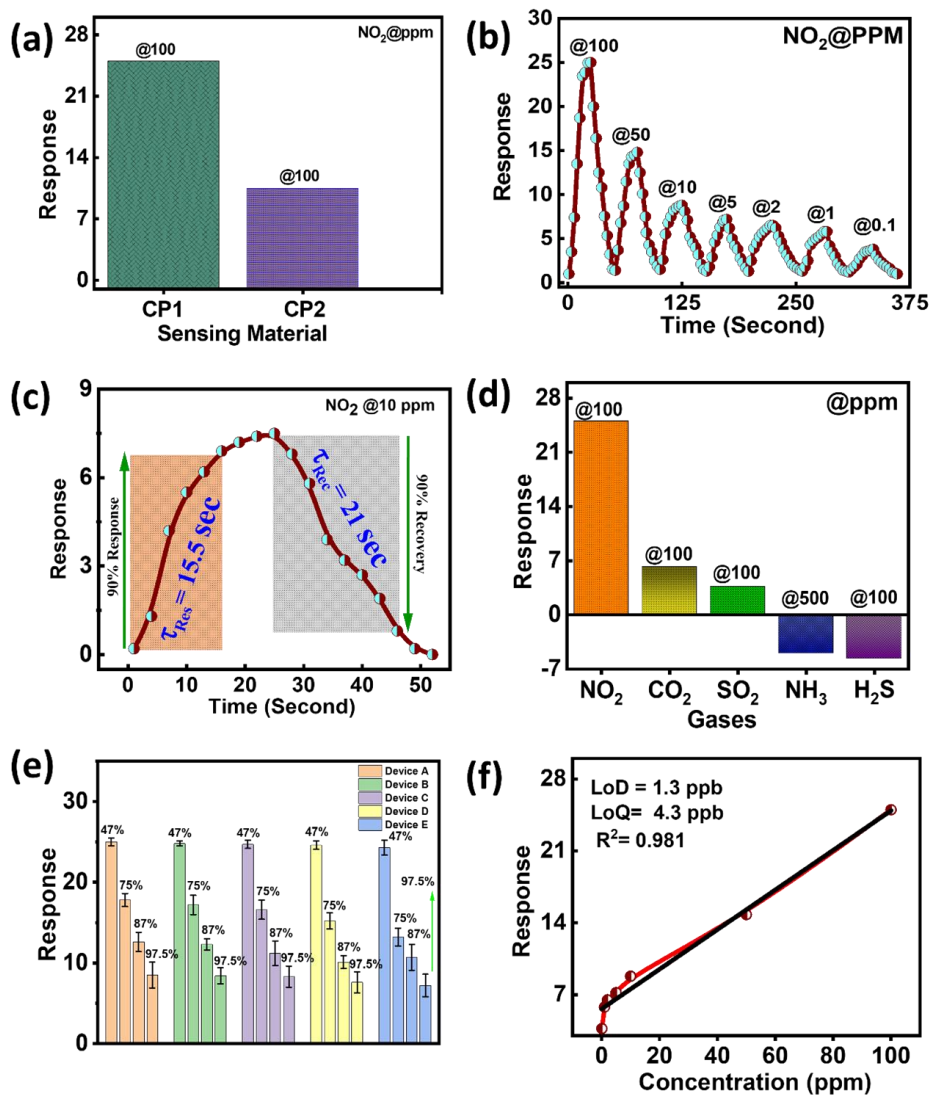 (a)
NO2@ppm
28
21
14
7
0
Response
@100
@100
CP1
CP2
Sensing Material
(b)
NO2@PPM
30
25
20
15
10
5
0
Response
@100
@50
@10
@5
@2
@1
@0.1
0
125
250
375
Time (Second)
(c)
NO2 @10 ppm
9
6
3
0
Response
90% Response
τRes = 15.5 sec
τRec = 21 sec
90% Recovery
0
10
20
30
40
50
Time (Second)
(d)
@ppm
28
21
14
7
0
-7
Response
@100
@100
@100
@500
@100
NO2
CO2
SO2
NH3
H2S
Gases
(e)
Device A
Device B
Device C
Device D
Device E
30
20
10
0
Response
47%
75%
87%
97.5%
47%
75%
87%
97.5%
47%
75%
87%
97.5%
47%
75%
87%
97.5%
47%
75%
87%
97.5%
(f)
LoD = 1.3 ppb
LoQ= 4.3 ppb
R2= 0.981
28
21
14
7
Response
0
20
40
60
80
100
Concentration (ppm)